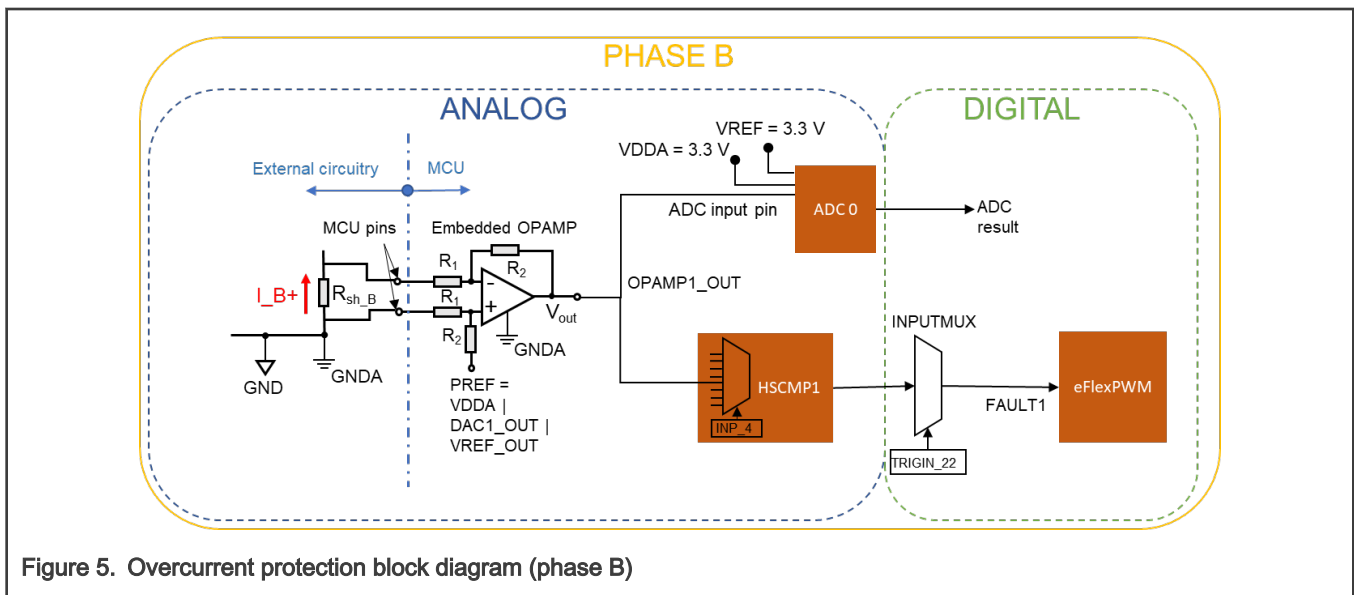 PHASE B
ANALOG
DIGITAL
VREF = 3.3 V
VDDA = 3.3 V
External circuitry
MCU
ADC input pin
ADC 0
ADC
result
MCU pins
Embedded OPAMP
R1
R2
I_B+
Rsh_B
R1
-
+
Vout
OPAMP1_OUT
R2
GNDA
GND
GNDA
PREF =
VDDA |
DAC1_OUT |
VREF_OUT
HSCMP1
INP_4
INPUTMUX
FAULT1
eFlexPWM
TRIGIN_22
Figure 5. Overcurrent protection block diagram (phase B)